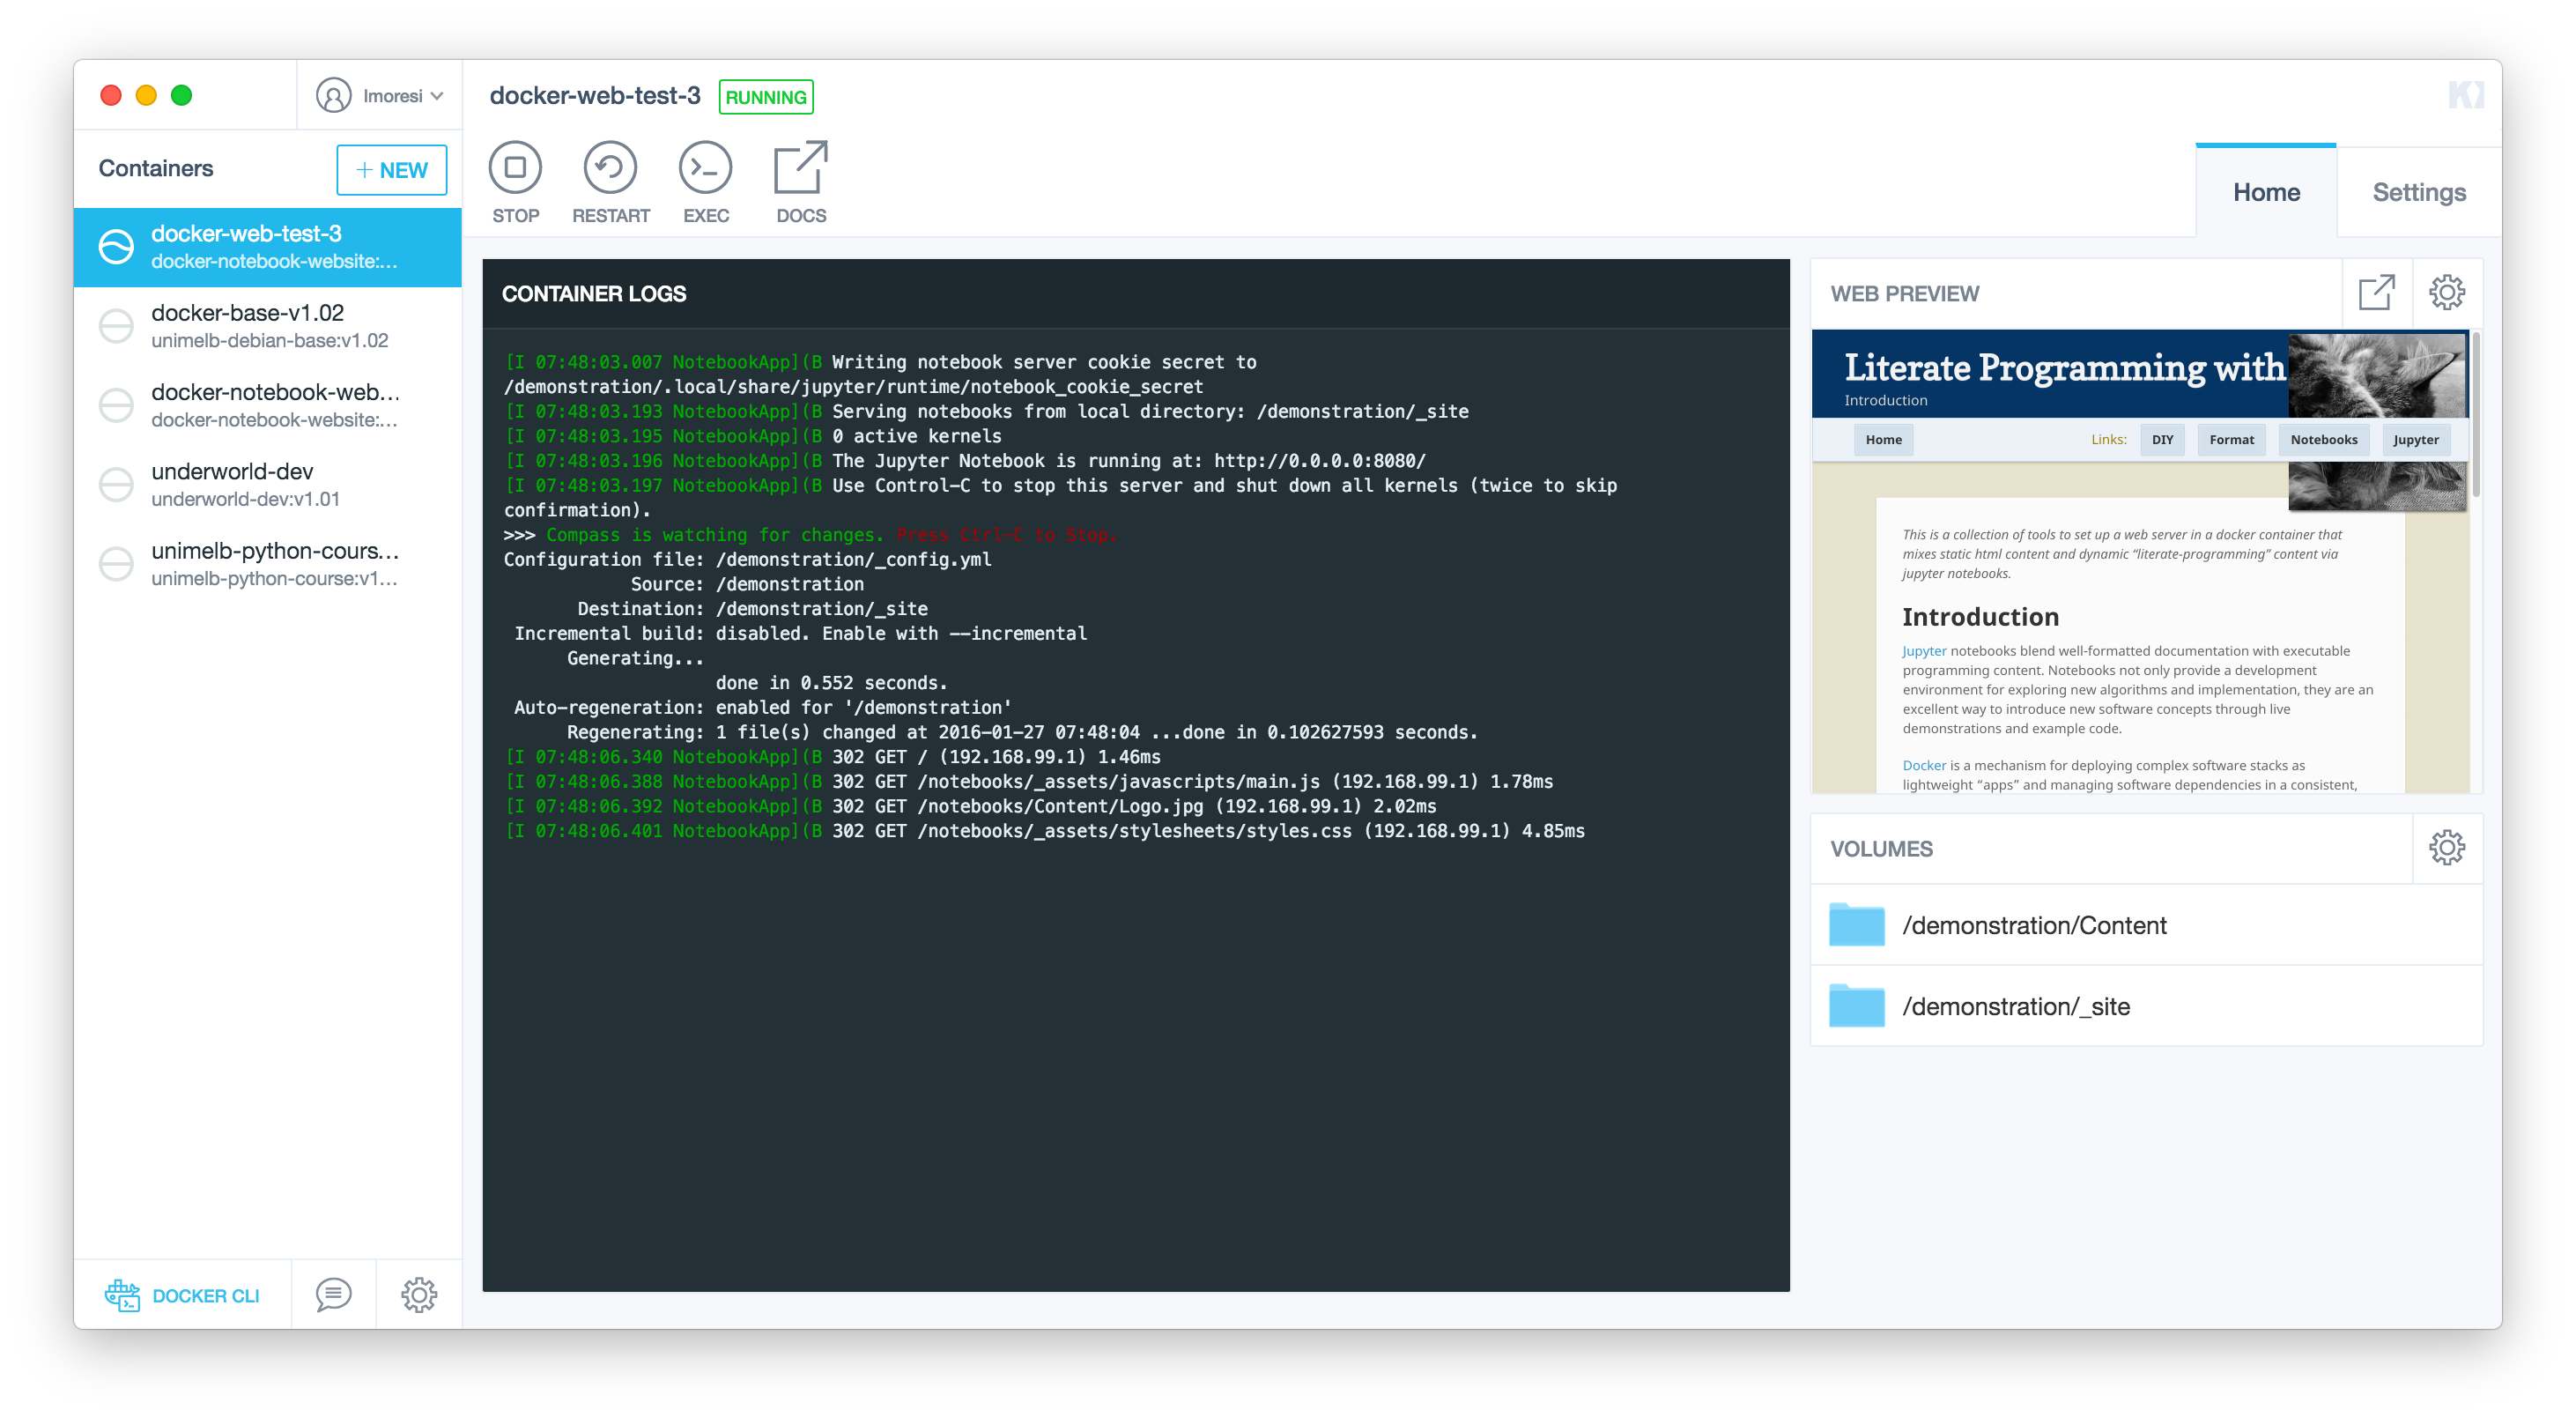 lmoresi
Containers
+ NEW
docker-web-test-3
docker-notebook-website:...
docker-base-v1.02
unimelb-debian-base:v1.02
docker-notebook-web...
docker-notebook-website:...
underworld-dev
underworld-dev:v1.01
unimelb-python-cours...
unimelb-python-course:v1...
DOCKER CLI
docker-web-test-3 RUNNING
STOP RESTART EXEC DOCS
Home Settings
CONTAINER LOGS
[I 07:48:03.007 NotebookApp](B Writing notebook server cookie secret to
/demonstration/.local/share/jupyter/runtime/notebook_cookie_secret
[I 07:48:03.193 NotebookApp](B Serving notebooks from local directory: /demonstration/_site
[I 07:48:03.195 NotebookApp](B 0 active kernels
[I 07:48:03.196 NotebookApp](B The Jupyter Notebook is running at: http://0.0.0.0:8080/
[I 07:48:03.197 NotebookApp](B Use Control-C to stop this server and shut down all kernels (twice to skip
confirmation).
>>> Compass is watching for changes. Press Ctrl-C to Stop.
Configuration file: /demonstration/_config.yml
Source: /demonstration
Destination: /demonstration/_site
Incremental build: disabled. Enable with --incremental
Generating...
done in 0.552 seconds.
Auto-regeneration: enabled for '/demonstration'
Regenerating: 1 file(s) changed at 2016-01-27 07:48:04 ...done in 0.102627593 seconds.
[I 07:48:06.340 NotebookApp](B 302 GET / (192.168.99.1) 1.46ms
[I 07:48:06.388 NotebookApp](B 302 GET /notebooks/_assets/javascripts/main.js (192.168.99.1) 1.78ms
[I 07:48:06.392 NotebookApp](B 302 GET /notebooks/Content/Logo.jpg (192.168.99.1) 2.02ms
[I 07:48:06.401 NotebookApp](B 302 GET /notebooks/_assets/stylesheets/styles.css (192.168.99.1) 4.85ms
WEB PREVIEW
Literate Programming with
Introduction
Home Links: DIY Format Notebooks Jupyter
This is a collection of tools to set up a web server in a docker container that
mixes static html content and dynamic “literate-programming” content via
jupyter notebooks.
Introduction
Jupyter notebooks blend well-formatted documentation with executable
programming content. Notebooks not only provide a development
environment for exploring new algorithms and implementation, they are an
excellent way to introduce new software concepts through live
demonstrations and example code.
Docker is a mechanism for deploying complex software stacks as
lightweight “apps” and managing software dependencies in a consistent,
VOLUMES
/demonstration/Content
/demonstration/_site